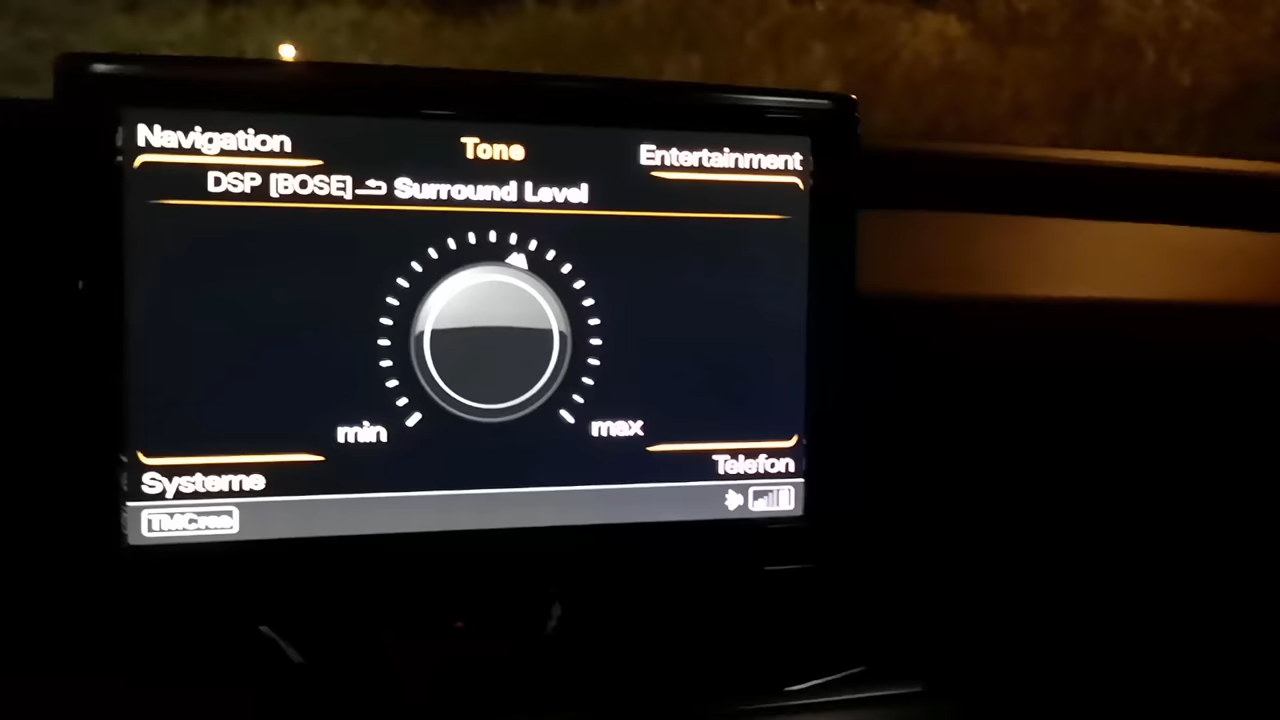 Navigation
Tone
Entertainment
DSP [BOSE] Surround Level
min
max
Systeme
Telefon